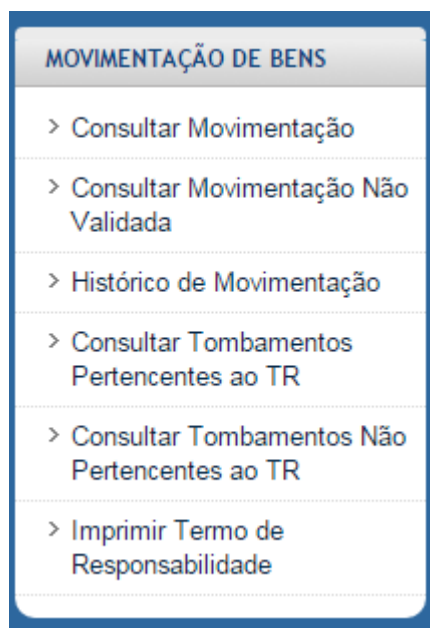 MOVIMENTAÇÃO DE BENS
> Consultar Movimentação
> Consultar Movimentação Não
Validada
> Histórico de Movimentação
> Consultar Tombamentos
Pertencentes ao TR
> Consultar Tombamentos Não
Pertencentes ao TR
> Imprimir Termo de
Responsabilidade